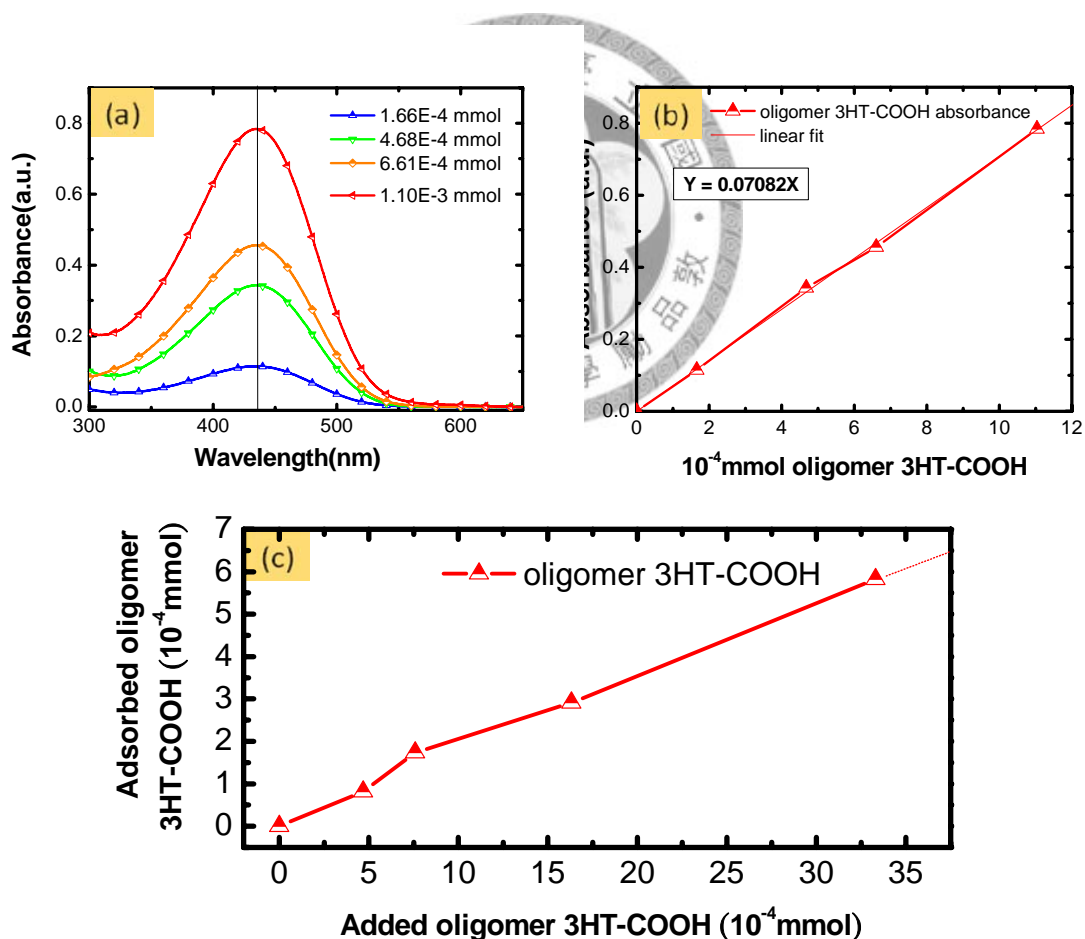 (a)
1.66E-4 mmol
4.68E-4 mmol
6.61E-4 mmol
1.10E-3 mmol
0.8
0.6
0.4
0.2
0.0
300
400
500
600
Absorbance(a.u.)
Wavelength(nm)
(b)
oligomer 3HT-COOH absorbance
linear fit
Y = 0.07082X
0.8
0.6
0.4
0.2
0.0
0
2
4
6
8
10
12
10⁻⁴mmol oligomer 3HT-COOH
(c)
oligomer 3HT-COOH
7
6
5
4
3
2
1
0
0
5
10
15
20
25
30
35
Adsorbed oligomer
3HT-COOH (10⁻⁴mmol)
Added oligomer 3HT-COOH (10⁻⁴mmol)